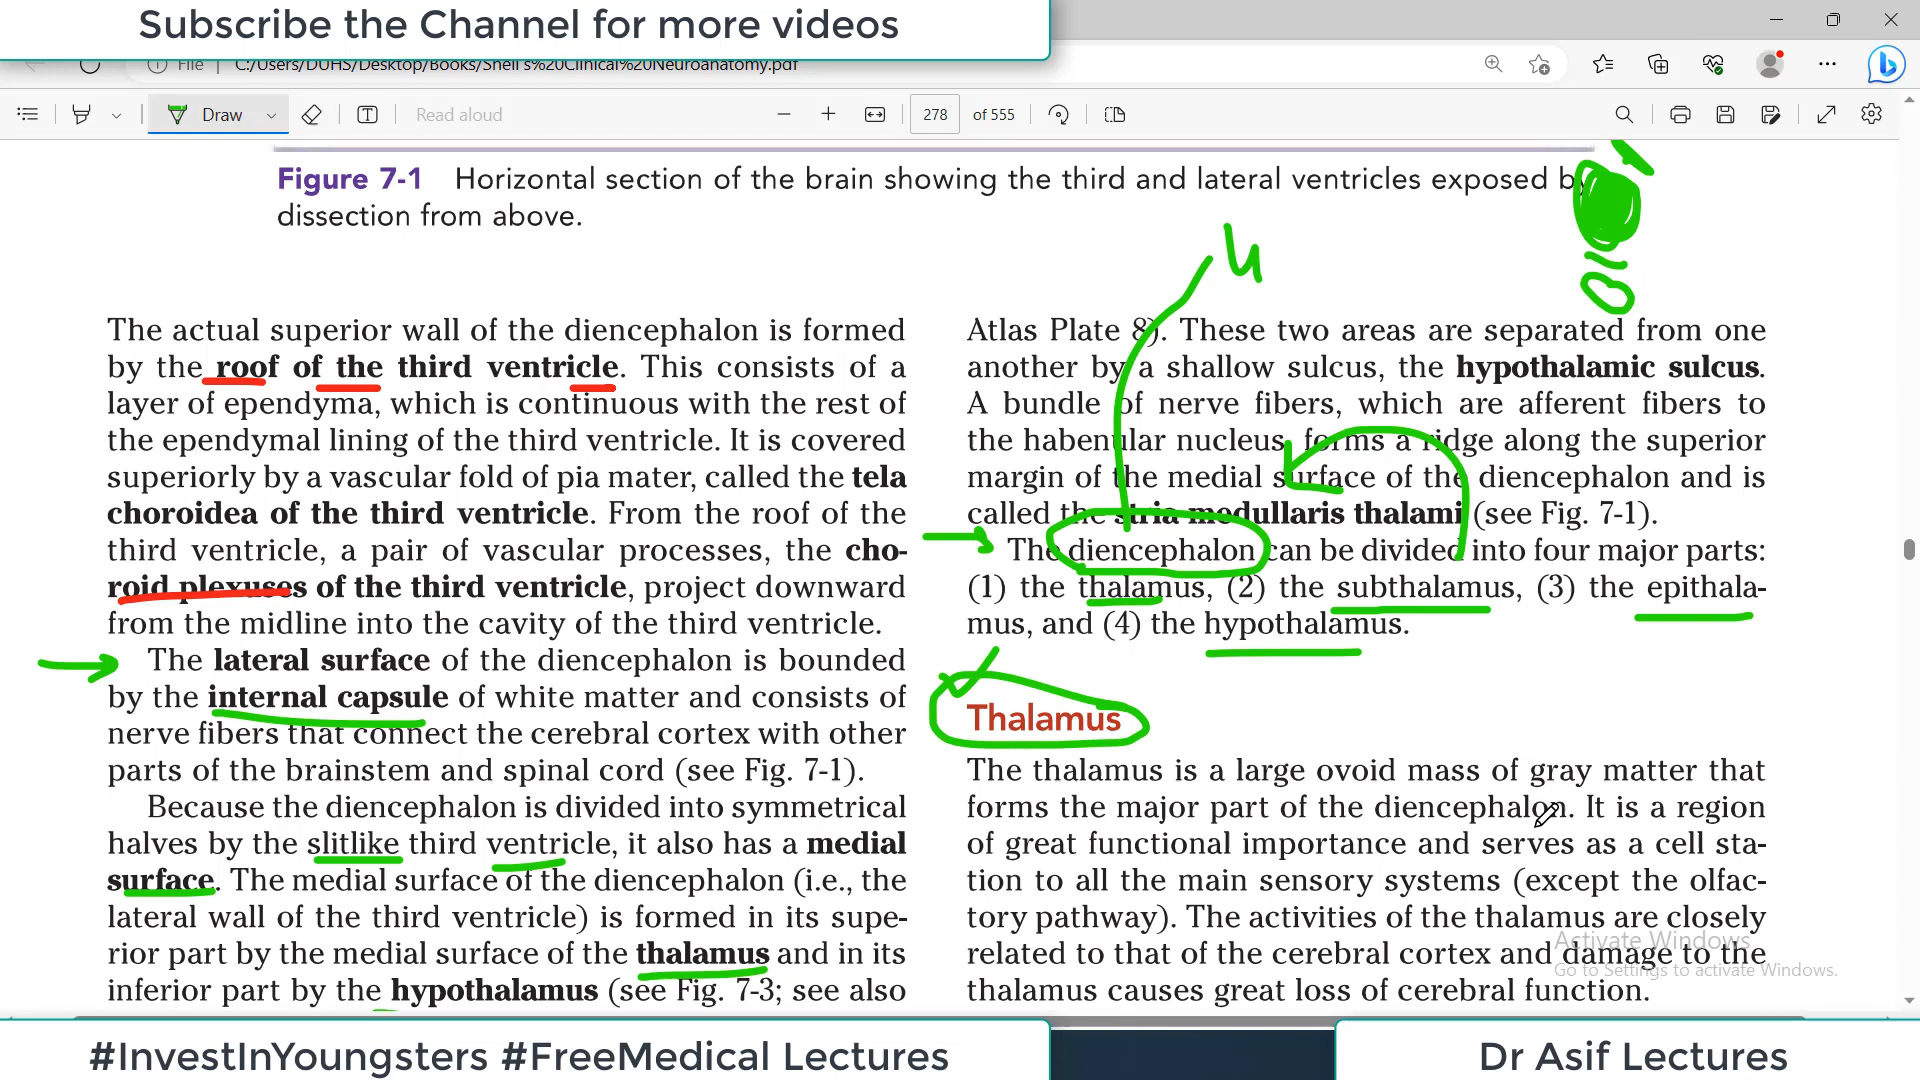 Subscribe the Channel for more videos
File
C:/Users/DUHS/Desktop/Books/Snell's%20Clinical%20Neuroanatomy.pdf
Draw
Read aloud
278 of 555
Figure 7-1 Horizontal section of the brain showing the third and lateral ventricles exposed by
dissection from above.
4
The actual superior wall of the diencephalon is formed
by the roof of the third ventricle. This consists of a
layer of ependyma, which is continuous with the rest of
the ependymal lining of the third ventricle. It is covered
superiorly by a vascular fold of pia mater, called the tela
choroidea of the third ventricle. From the roof of the
third ventricle, a pair of vascular processes, the cho-
roid plexuses of the third ventricle, project downward
from the midline into the cavity of the third ventricle.
The lateral surface of the diencephalon is bounded
by the internal capsule of white matter and consists of
nerve fibers that connect the cerebral cortex with other
parts of the brainstem and spinal cord (see Fig. 7-1).
Because the diencephalon is divided into symmetrical
halves by the slitlike third ventricle, it also has a medial
surface. The medial surface of the diencephalon (i.e., the
lateral wall of the third ventricle) is formed in its supe-
rior part by the medial surface of the thalamus and in its
inferior part by the hypothalamus (see Fig. 7-3; see also
Atlas Plate 8). These two areas are separated from one
another by a shallow sulcus, the hypothalamic sulcus.
A bundle of nerve fibers, which are afferent fibers to
the habenular nucleus, forms a ridge along the superior
margin of the medial surface of the diencephalon and is
called the stria medullaris thalami (see Fig. 7-1).
The diencephalon can be divided into four major parts:
(1) the thalamus, (2) the subthalamus, (3) the epithala-
mus, and (4) the hypothalamus.
Thalamus
The thalamus is a large ovoid mass of gray matter that
forms the major part of the diencephalon. It is a region
of great functional importance and serves as a cell sta-
tion to all the main sensory systems (except the olfac-
tory pathway). The activities of the thalamus are closely
related to that of the cerebral cortex and damage to the
thalamus causes great loss of cerebral function.
Activate Windows
Go to Settings to activate Windows.
#InvestInYoungsters #FreeMedical Lectures
Dr Asif Lectures